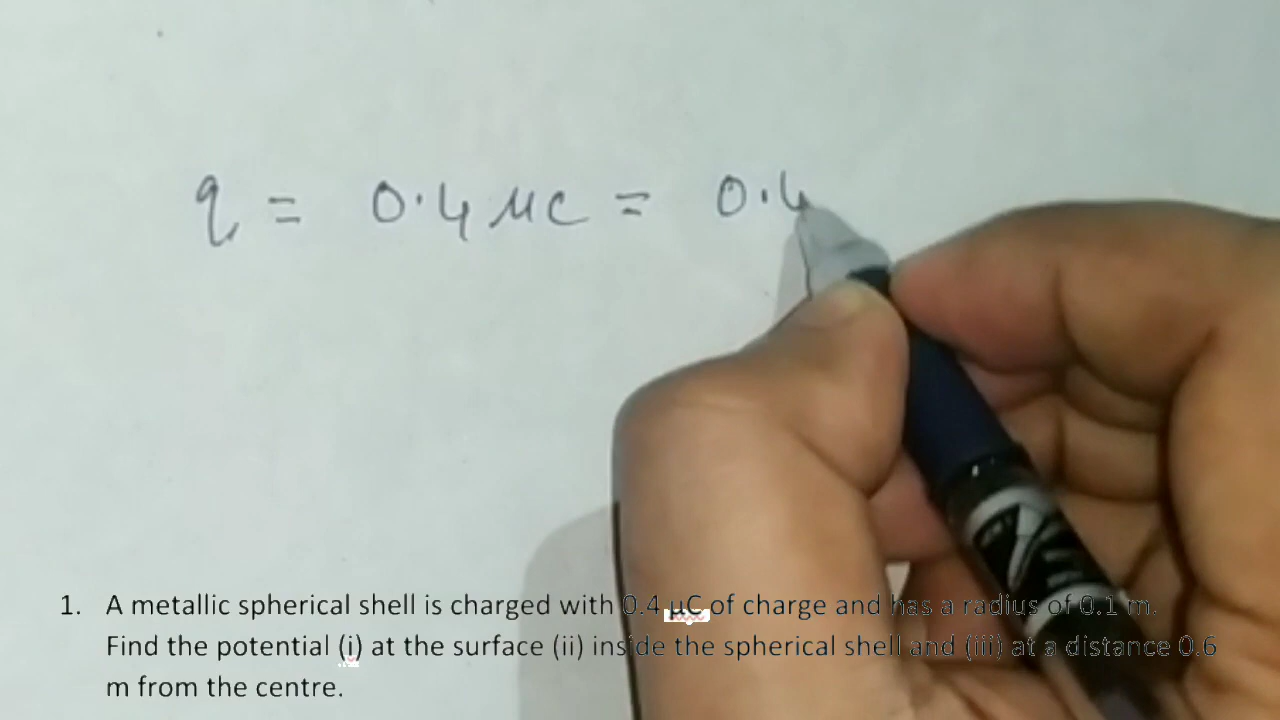 q = 0.4 μC = 0.4
1. A metallic spherical shell is charged with 0.4 μC of charge and has a radius of 0.1 m.
Find the potential (i) at the surface (ii) inside the spherical shell and (iii) at a distance 0.6
m from the centre.